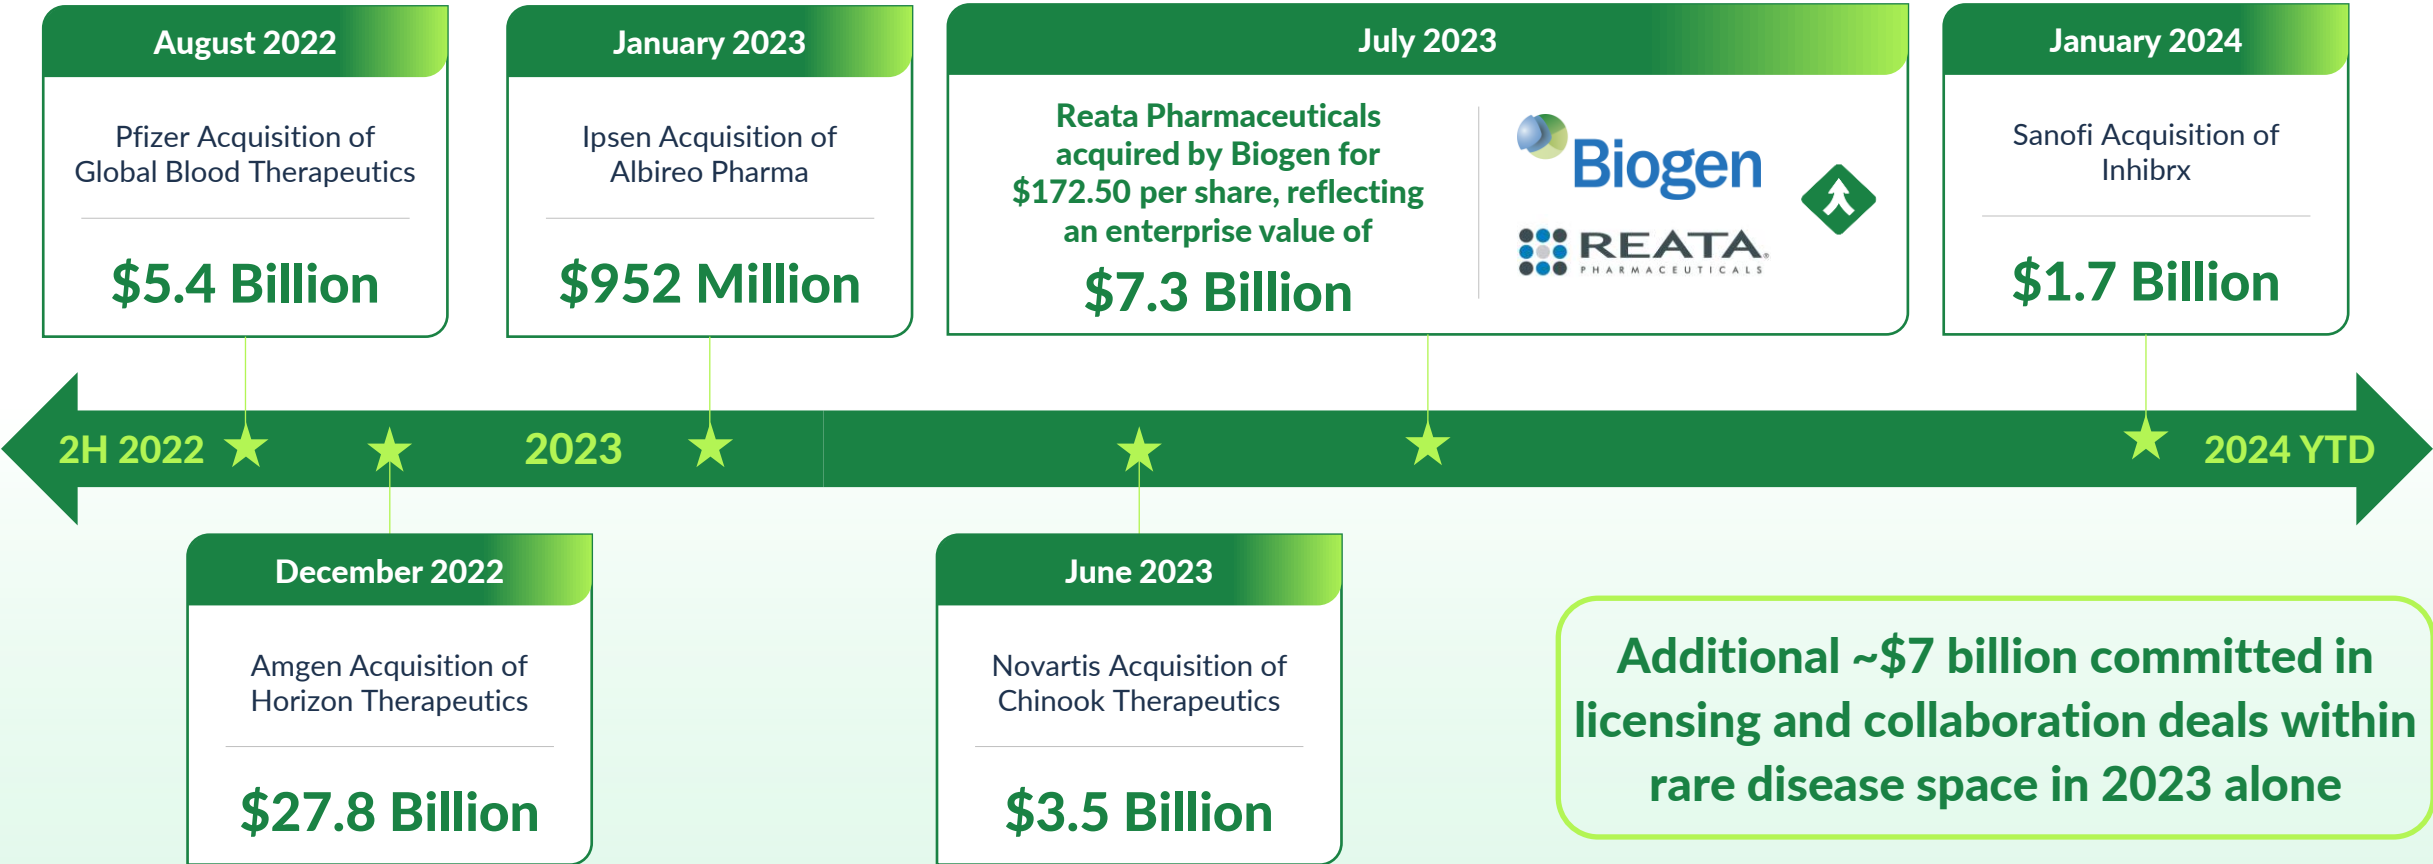 August 2022
Pfizer Acquisition of
Global Blood Therapeutics
$5.4 Billion
January 2023
Ipsen Acquisition of
Albireo Pharma
$952 Million
July 2023
Reata Pharmaceuticals
acquired by Biogen for
$172.50 per share, reflecting
an enterprise value of
$7.3 Billion
Biogen
REATA®
PHARMACEUTICALS
January 2024
Sanofi Acquisition of
Inhibrx
$1.7 Billion
2H 2022
2023
2024 YTD
December 2022
Amgen Acquisition of
Horizon Therapeutics
$27.8 Billion
June 2023
Novartis Acquisition of
Chinook Therapeutics
$3.5 Billion
Additional ~$7 billion committed in
licensing and collaboration deals within
rare disease space in 2023 alone